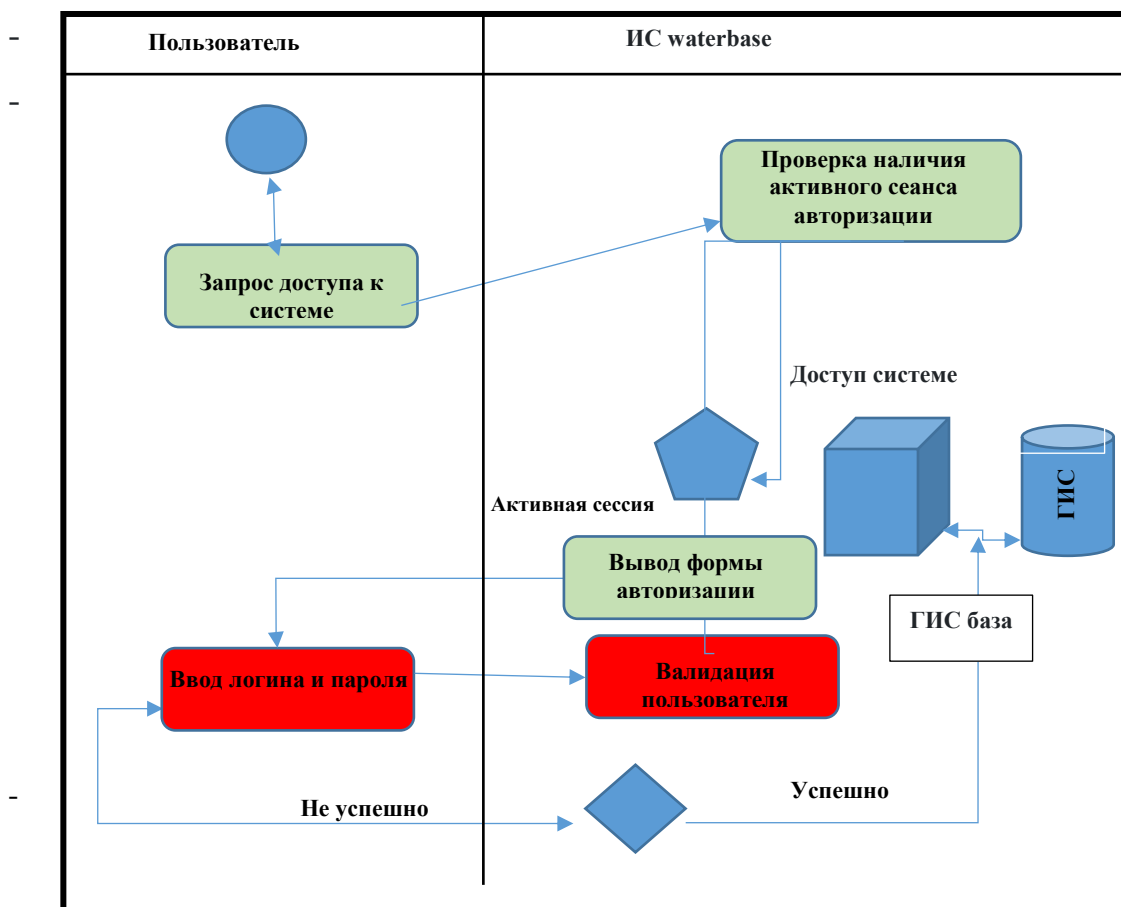 Пользователь
ИС waterbase
Проверка наличия
активного сеанса
авторизации
Запрос доступа к
системе
Доступ системе
ГИС
Активная сессия
Вывод формы
авторизации
ГИС база
Ввод логина и пароля
Валидация
пользователя
Не успешно
Успешно